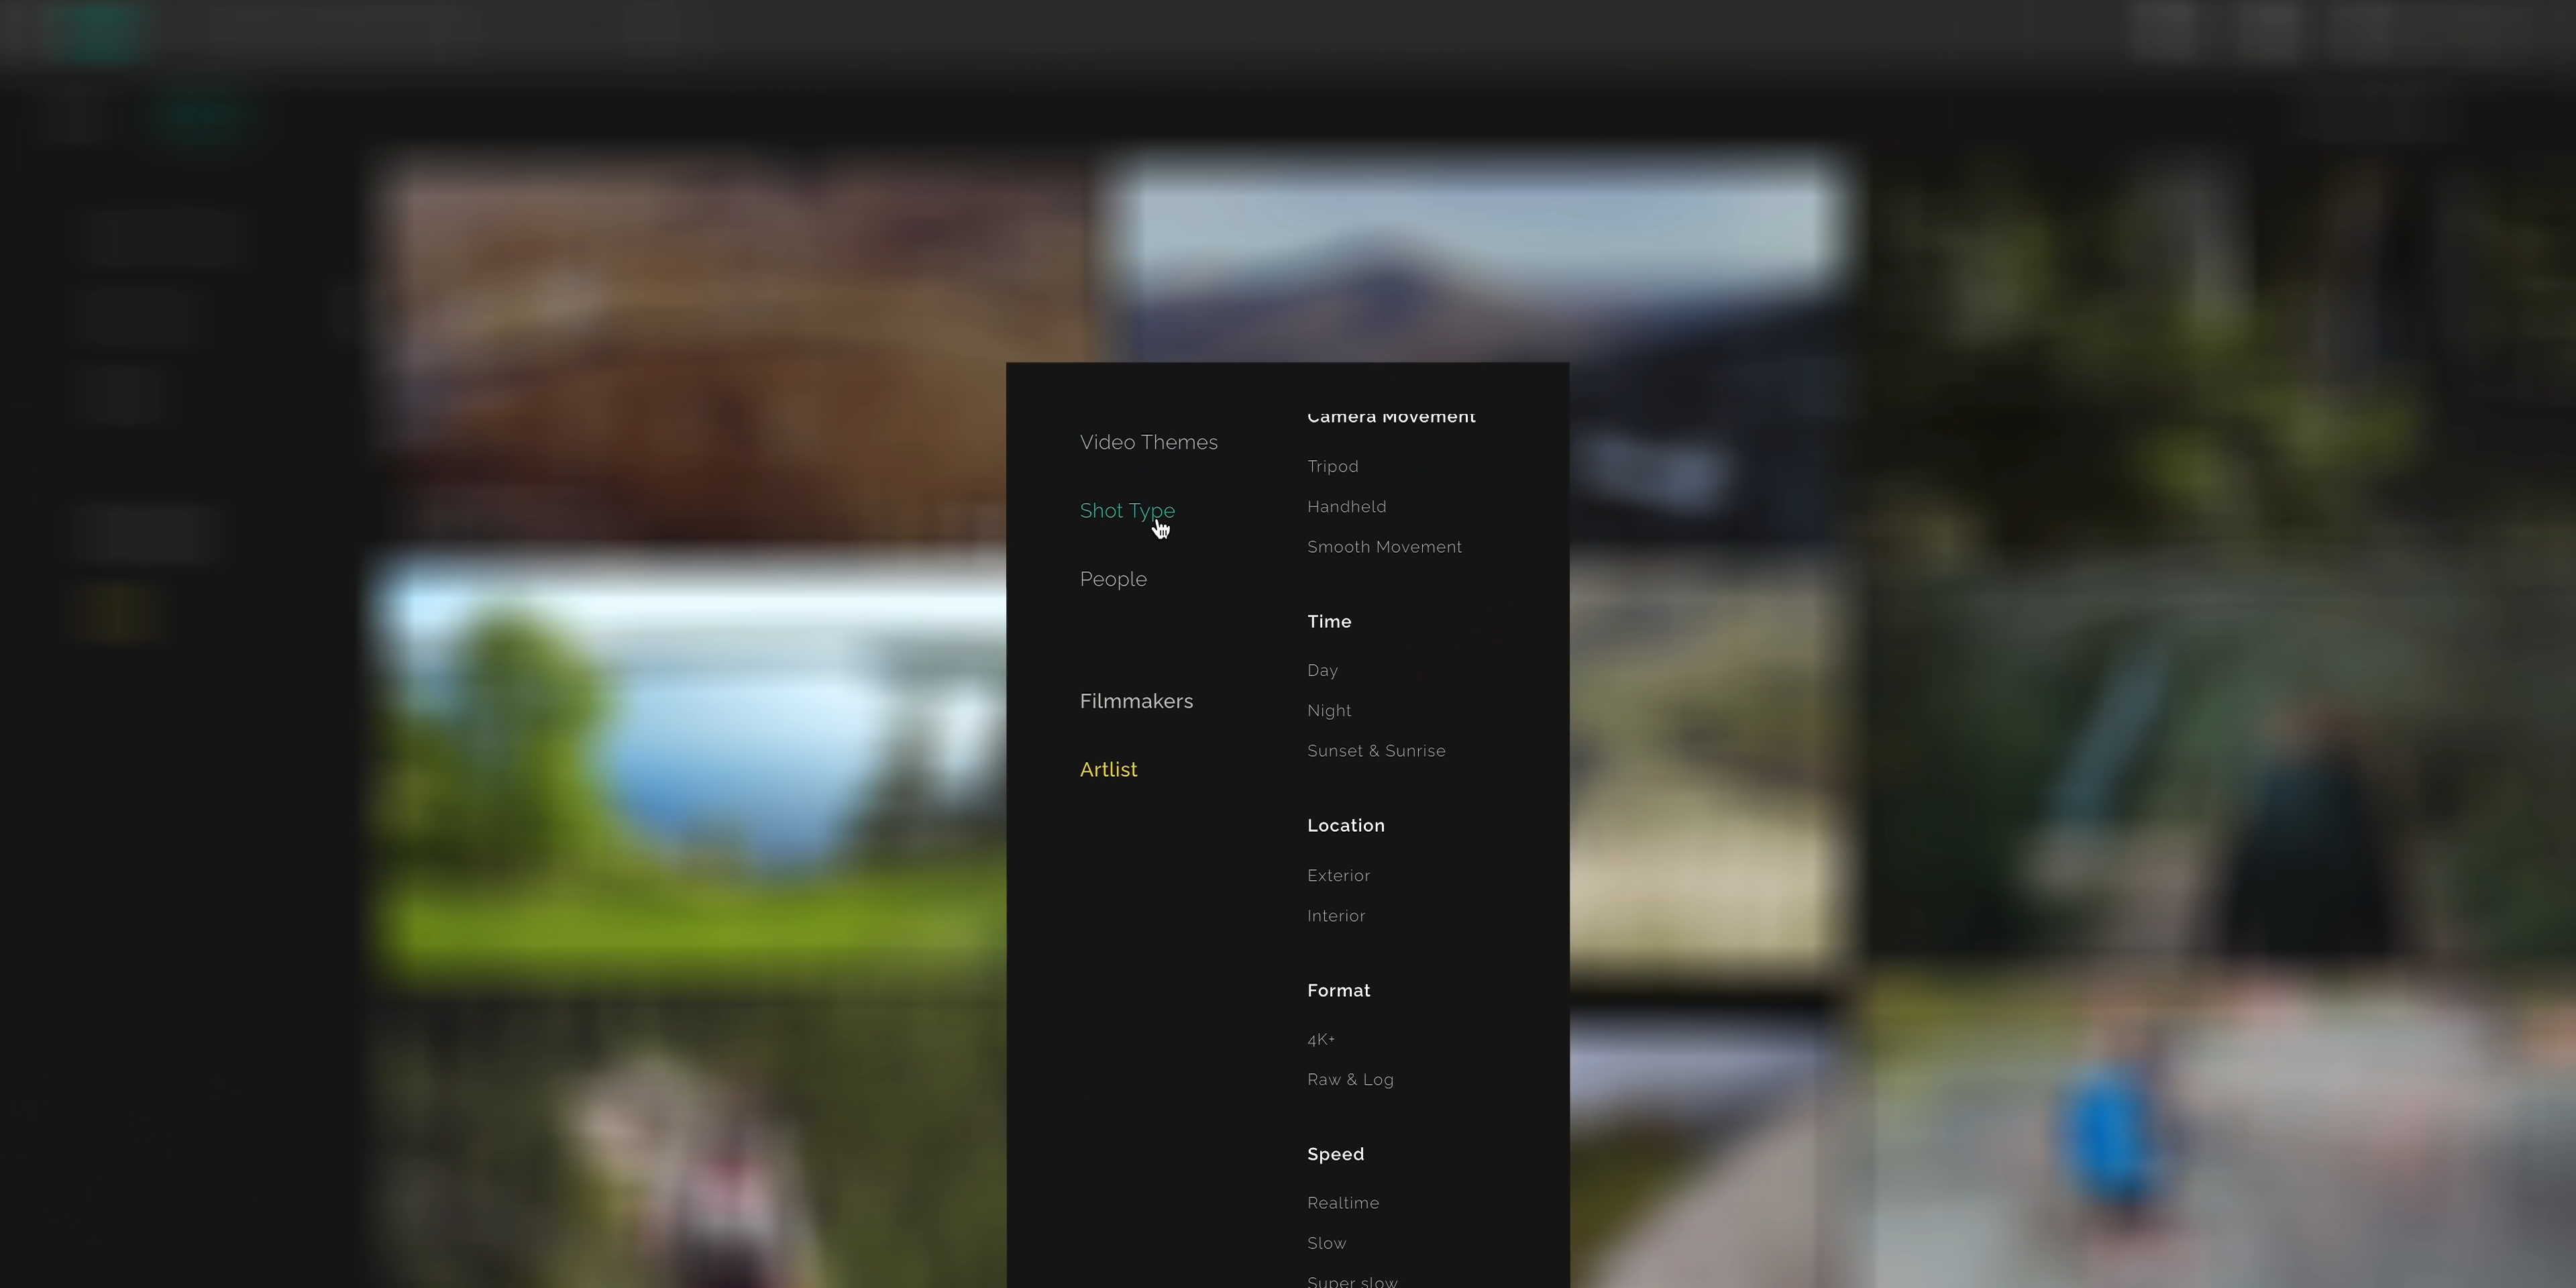 Video Themes
Shot Type
People
Filmmakers
Artlist
Camera Movement
Tripod
Handheld
Smooth Movement
Time
Day
Night
Sunset & Sunrise
Location
Exterior
Interior
Format
4K+
Raw & Log
Speed
Realtime
Slow
Super slow